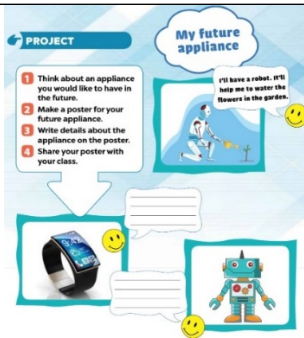 PROJECT
My future
appliance
1 Think about an appliance
you would like to have in
the future.
2 Make a poster for your
future appliance.
3 Write details about the
appliance on the poster.
4 Share your poster with
your class.
I'll have a robot. It'll
help me to water the
flowers in the garden.